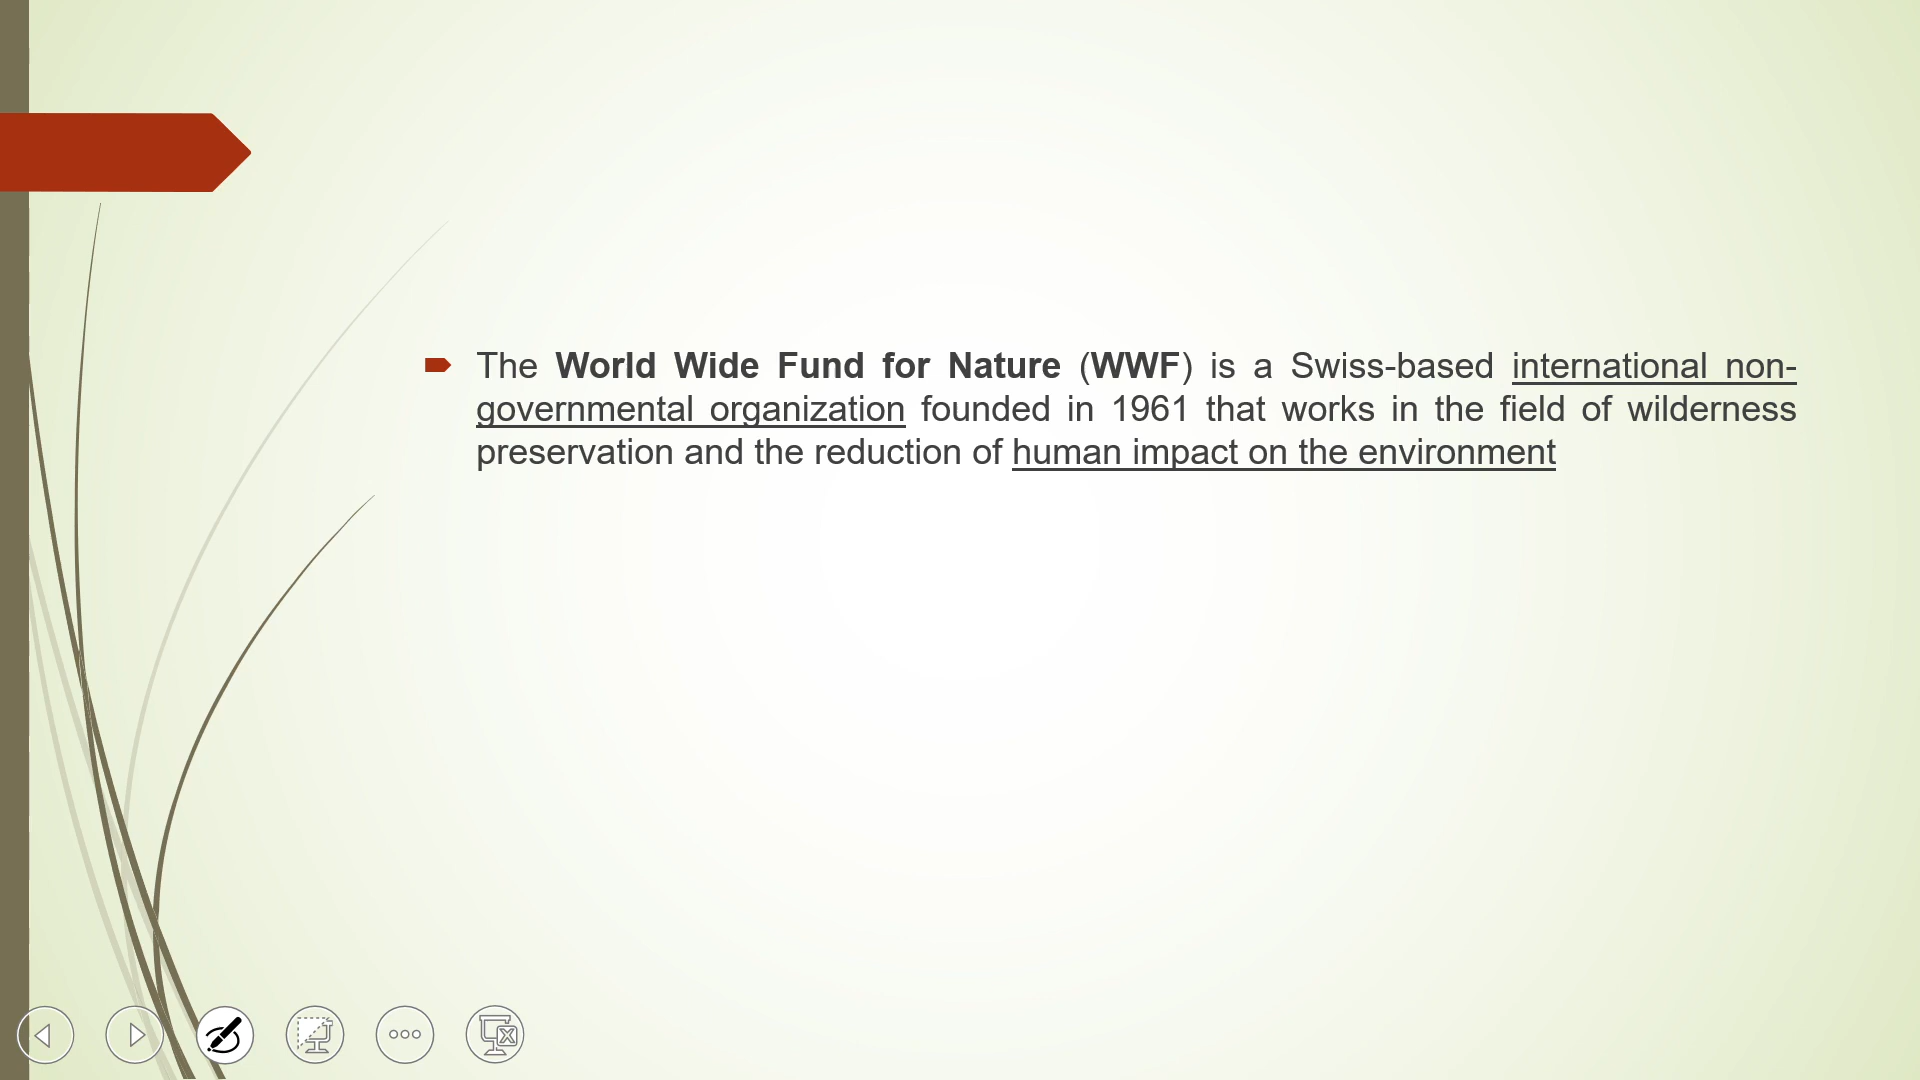 The World Wide Fund for Nature (WWF) is a Swiss-based international non-
governmental organization founded in 1961 that works in the field of wilderness
preservation and the reduction of human impact on the environment